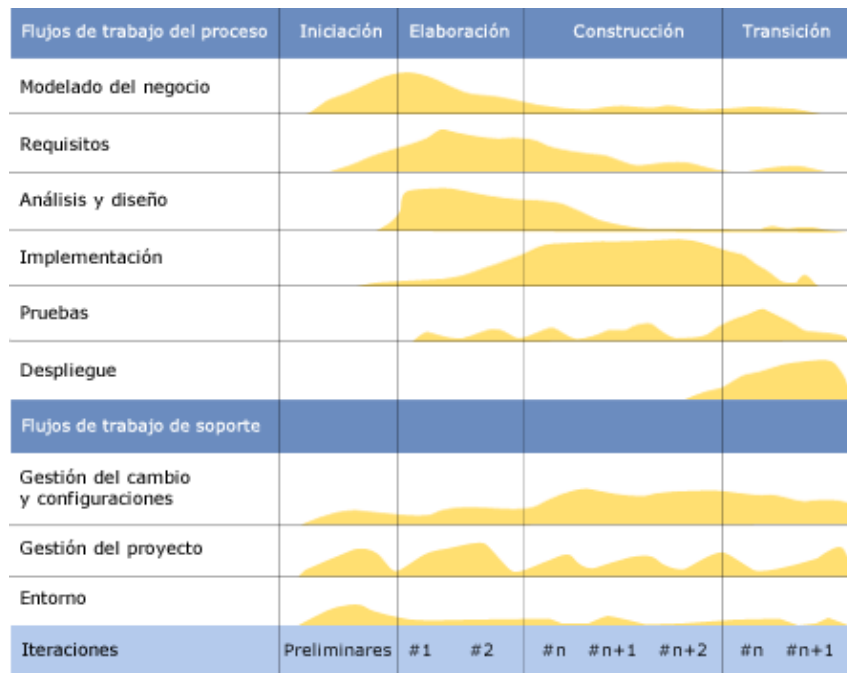 Flujos de trabajo del proceso Iniciación Elaboración Construcción Transición
Modelado del negocio
Requisitos
Análisis y diseño
Implementación
Pruebas
Despliegue
Flujos de trabajo de soporte
Gestión del cambio
y configuraciones
Gestión del proyecto
Entorno
Iteraciones Preliminares #1 #2 #n #n+1 #n+2 #n #n+1